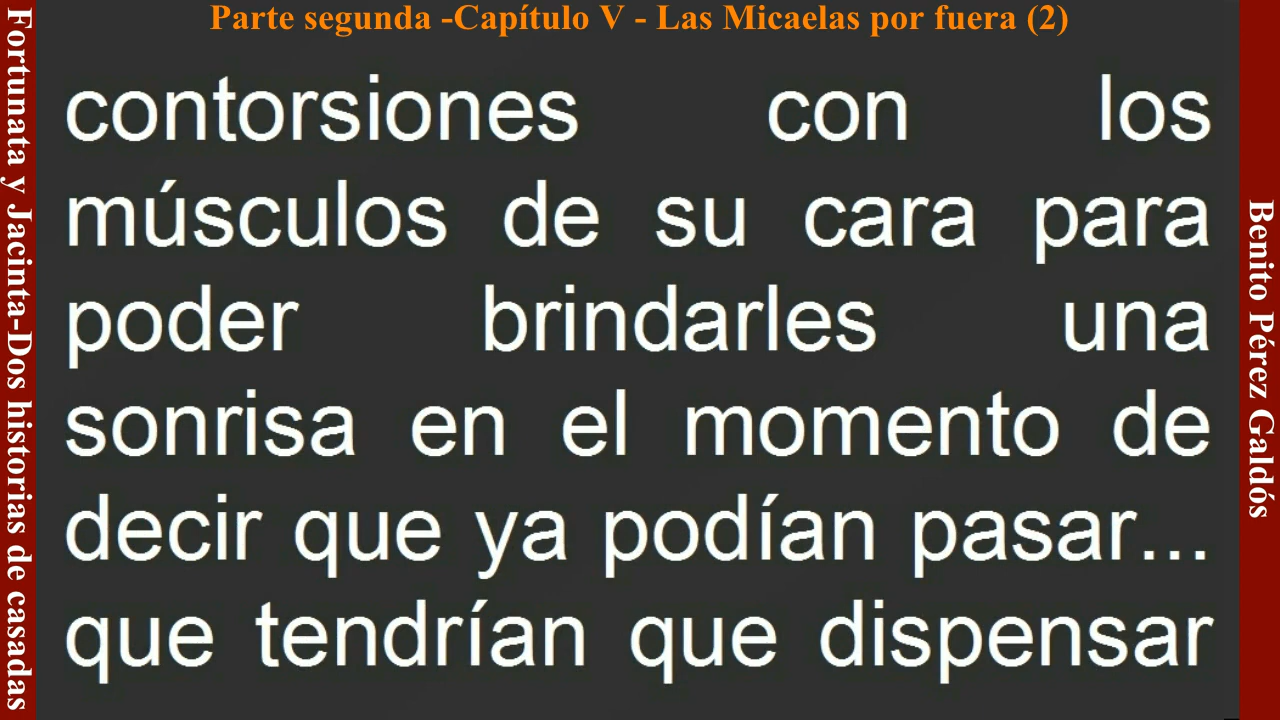 Parte segunda -Capítulo V - Las Micaelas por fuera (2)
Fortunata y Jacinta-Dos historias de casadas
contorsiones con los
músculos de su cara para
poder brindarles una
sonrisa en el momento de
decir que ya podían pasar...
que tendrían que dispensar
Benito Pérez Galdós